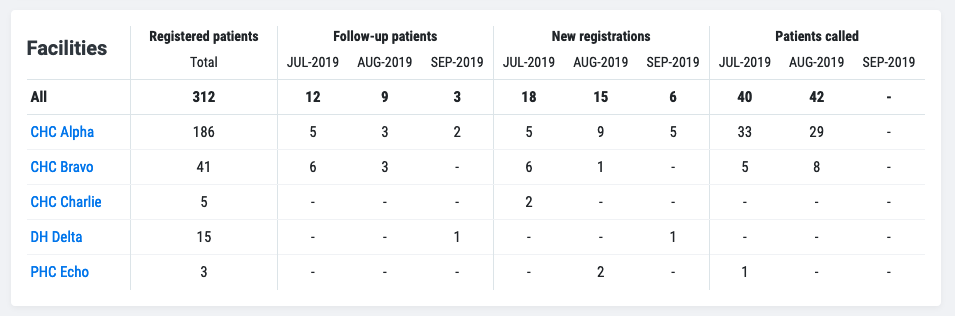 Facilities Registered patients Follow-up patients New registrations Patients called
Total JUL-2019 AUG-2019 SEP-2019 JUL-2019 AUG-2019 SEP-2019 JUL-2019 AUG-2019 SEP-2019
All 312 12 9 3 18 15 6 40 42 -
CHC Alpha 186 5 3 2 5 9 5 33 29 -
CHC Bravo 41 6 3 - 6 1 - 5 8 -
CHC Charlie 5 - - - 2 - - - - -
DH Delta 15 - - 1 - - 1 - - -
PHC Echo 3 - - - - 2 - 1 - -